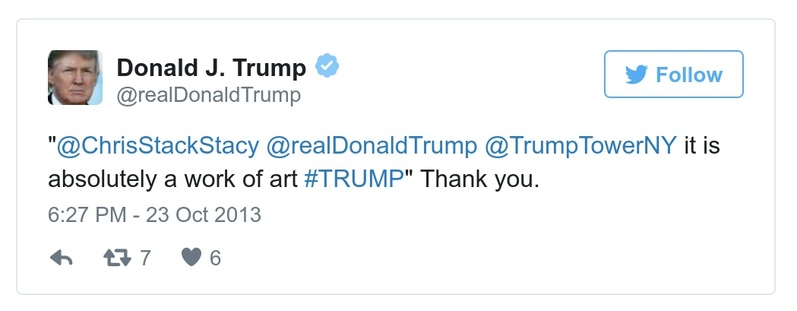 Donald J. Trump
@realDonaldTrump
Follow
"@ChrisStackStacy @realDonaldTrump @TrumpTowerNY it is
absolutely a work of art #TRUMP" Thank you.
6:27 PM - 23 Oct 2013
7 6